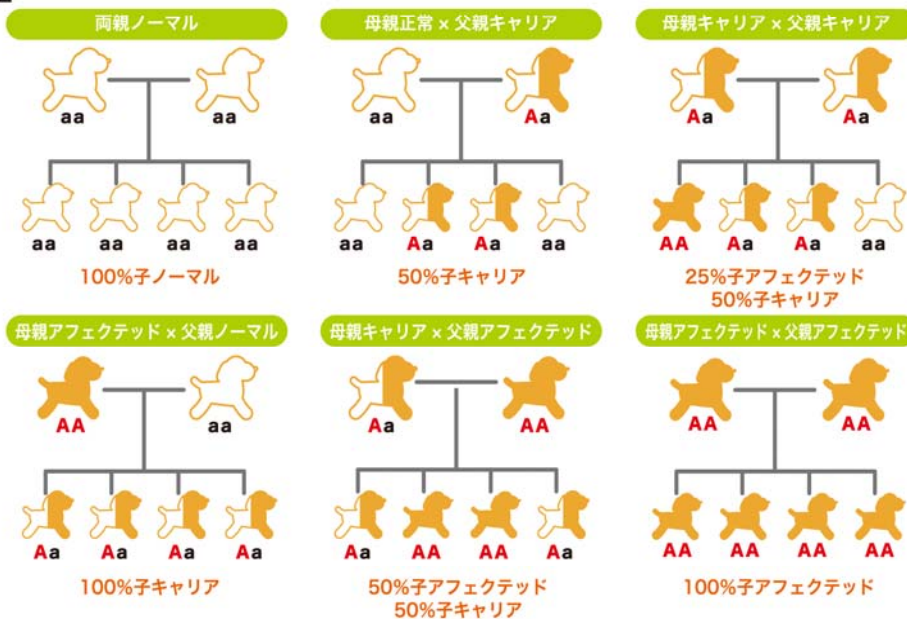 両親ノーマル
母親正常 x 父親キャリア
母親キャリア x 父親キャリア
aa aa
aa Aa
Aa Aa
aa aa aa aa
aa Aa Aa aa
AA Aa Aa aa
100%子ノーマル
50%子キャリア
25%子アフェクテッド
50%子キャリア
母親アフェクテッド x 父親ノーマル
母親キャリア x 父親アフェクテッド
母親アフェクテッド x 父親アフェクテッド
AA aa
Aa AA
AA AA
Aa Aa Aa Aa
Aa AA AA Aa
AA AA AA AA
100%子キャリア
50%子アフェクテッド
50%子キャリア
100%子アフェクテッド